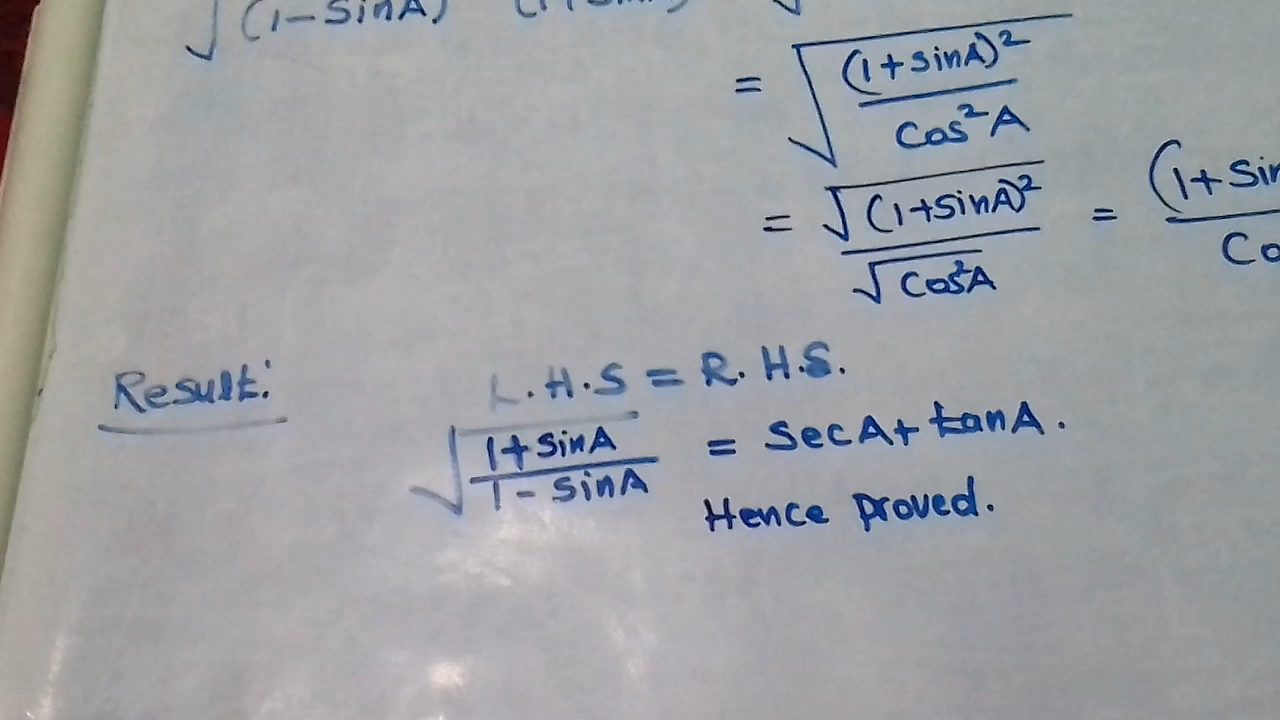 √(1-SinA)
= √(1+sinA)² / Cos²A
= √(1+sinA)² / √Cos²A = (1+Sin / Co
Result: L.H.S = R.H.S.
√1+SinA / 1-SinA = SecA+tanA.
Hence proved.